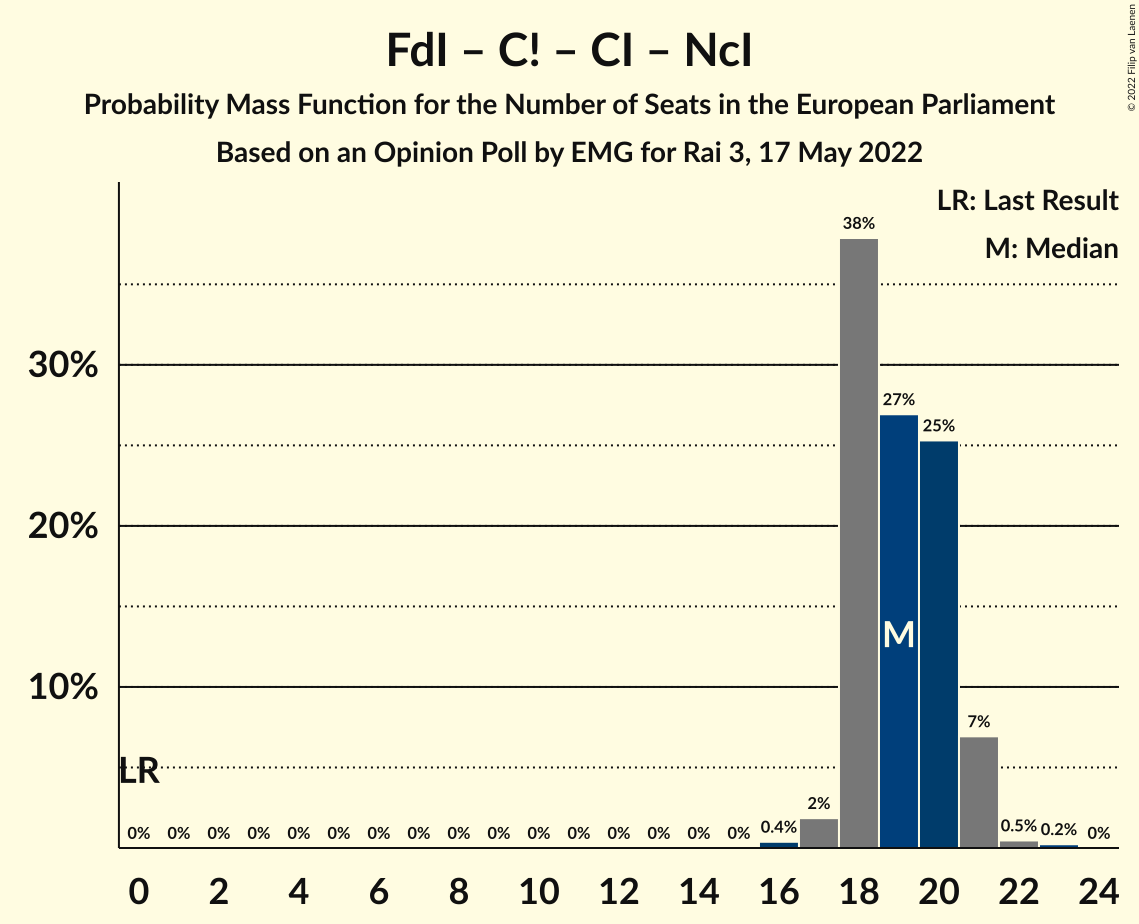 FdI – C! – CI – NcI
Probability Mass Function for the Number of Seats in the European Parliament
Based on an Opinion Poll by EMG for Rai 3, 17 May 2022
© 2022 Filip van Laenen
LR: Last Result
M: Median
38%
30%
27%
25%
20%
M
10%
7%
LR
2%
0% 0% 0% 0% 0% 0% 0% 0% 0% 0% 0% 0% 0% 0% 0% 0% 0.4% 0.5% 0.2% 0%
0 2 4 6 8 10 12 14 16 18 20 22 24